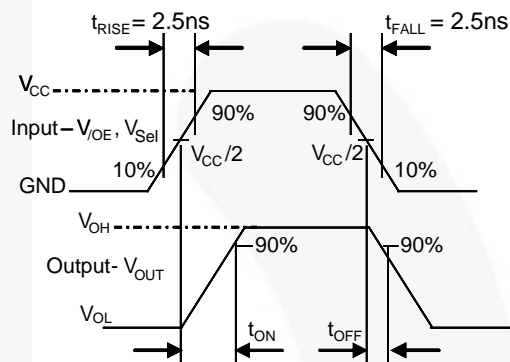 tRISE = 2.5ns tFALL = 2.5ns
VCC
90% 90%
Input– V/OE, VSel
VCC/2 VCC/2
10% 10%
GND
VOH
90% 90%
Output- VOUT
VOL
tON tOFF